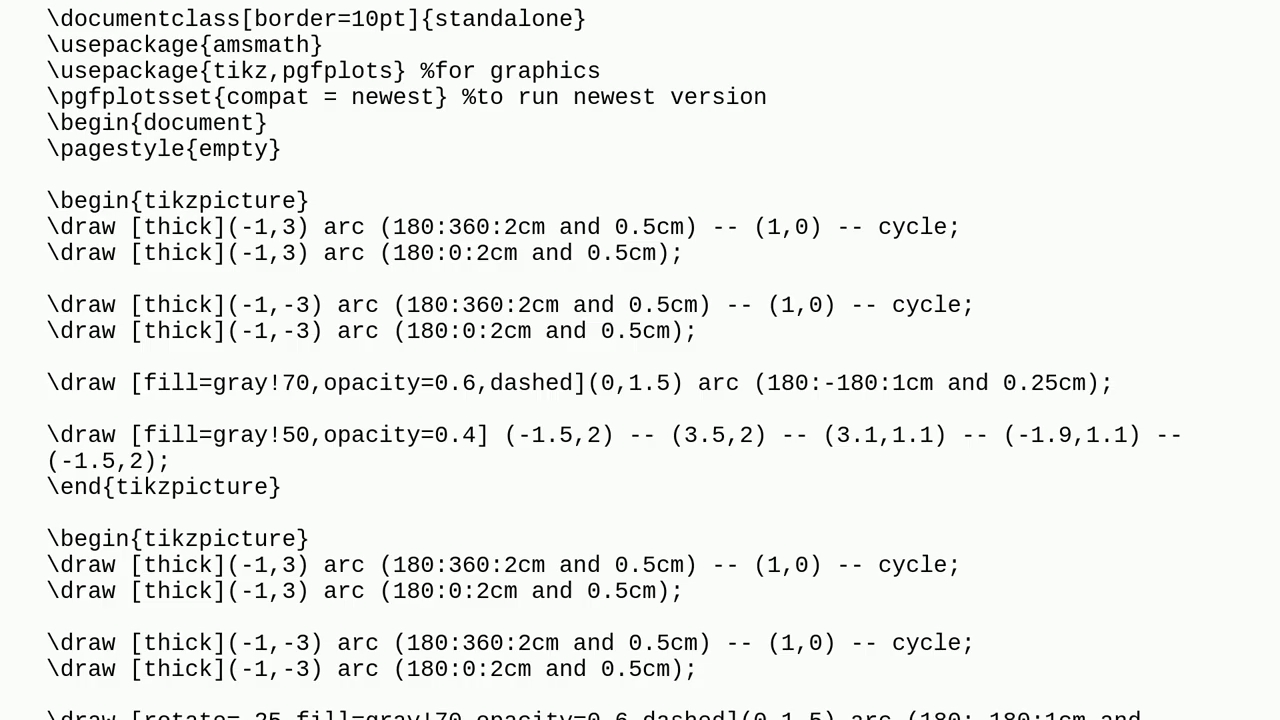 \documentclass[border=10pt]{standalone}
\usepackage{amsmath}
\usepackage{tikz,pgfplots} %for graphics
\pgfplotsset{compat = newest} %to run newest version
\begin{document}
\pagestyle{empty}
\begin{tikzpicture}
\draw [thick](-1,3) arc (180:360:2cm and 0.5cm) -- (1,0) -- cycle;
\draw [thick](-1,3) arc (180:0:2cm and 0.5cm);
\draw [thick](-1,-3) arc (180:360:2cm and 0.5cm) -- (1,0) -- cycle;
\draw [thick](-1,-3) arc (180:0:2cm and 0.5cm);
\draw [fill=gray!70,opacity=0.6,dashed](0,1.5) arc (180:-180:1cm and 0.25cm);
\draw [fill=gray!50,opacity=0.4] (-1.5,2) -- (3.5,2) -- (3.1,1.1) -- (-1.9,1.1) --
(-1.5,2);
\end{tikzpicture}
\begin{tikzpicture}
\draw [thick](-1,3) arc (180:360:2cm and 0.5cm) -- (1,0) -- cycle;
\draw [thick](-1,3) arc (180:0:2cm and 0.5cm);
\draw [thick](-1,-3) arc (180:360:2cm and 0.5cm) -- (1,0) -- cycle;
\draw [thick](-1,-3) arc (180:0:2cm and 0.5cm);
\draw arc and